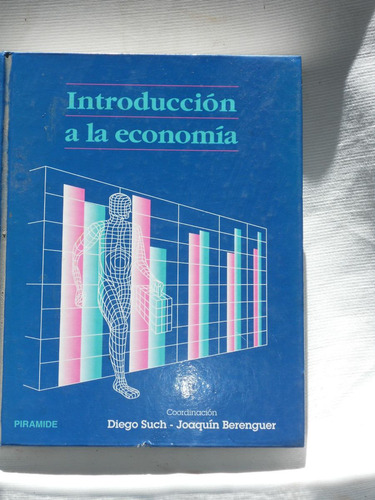 Introducción
a la economía
Coordinación
PIRAMIDE
Diego Such - Joaquín Berenguer